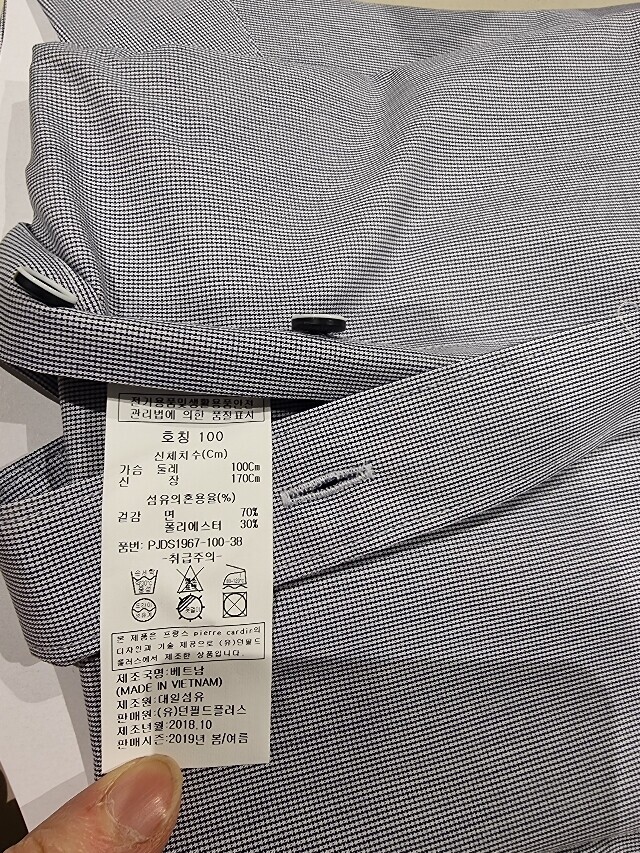 전기용품및생활용품안전
관리법에 의한 품질표시
호칭 100
신체치수(Cm)
가슴 둘레 100Cm
신 장 170Cm
섬유의혼용율(%)
겉감 면 70%
폴리에스터 30%
품번: PJDS1967-100-38
-취급주의-
본 제품은 프랑스 pierre cardin의
디자인과 기술 제공으로 (유)던필드
플러스에서 제조한 상품입니다.
제조국명:베트남
(MADE IN VIETNAM)
제조원:대일섬유
판매원:(유)던필드플러스
제조년월:2018.10
판매시즌:2019년 봄/여름